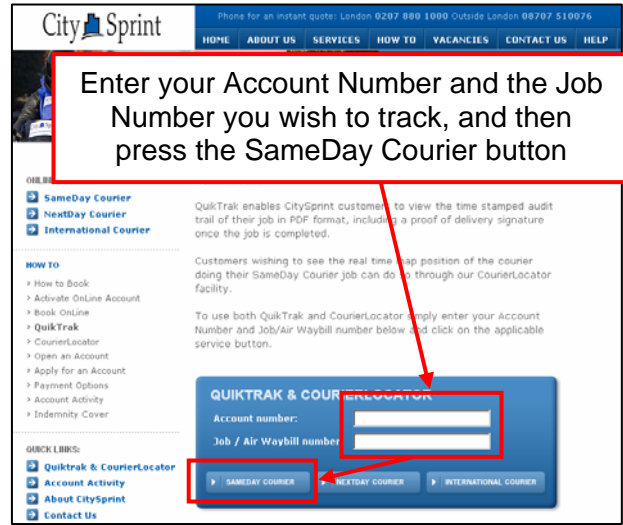 City Sprint
Phone for an instant quote: London 0207 880 1000 Outside London 08707 510076
HOME ABOUT US SERVICES HOW TO VACANCIES CONTACT US HELP
Enter your Account Number and the Job
Number you wish to track, and then
press the SameDay Courier button
SameDay Courier
NextDay Courier
International Courier
QuikTrak enables CitySprint customers to view the time stamped audit
trail of their job in PDF format, including a proof of delivery signature
once the job is completed.
HOW TO
> How to Book
> Activate OnLine Account
> Book OnLine
> QuikTrak
> CourierLocator
> Open an Account
> Apply for an Account
> Payment Options
> Account Activity
> Indemnity Cover
Customers wishing to see the real time map position of the courier
doing their SameDay Courier job can do so through our CourierLocator
facility.
To use both QuikTrak and CourierLocator simply enter your Account
Number and Job/Air Waybill number below and click on the applicable
service button.
QUIKTRAK & COURIERLOCATOR
Account number:
Job / Air Waybill number
SAMEDAY COURIER NEXTDAY COURIER INTERNATIONAL COURIER
QUICK LINKS:
Quiktrak & CourierLocator
Account Activity
About CitySprint
Contact Us